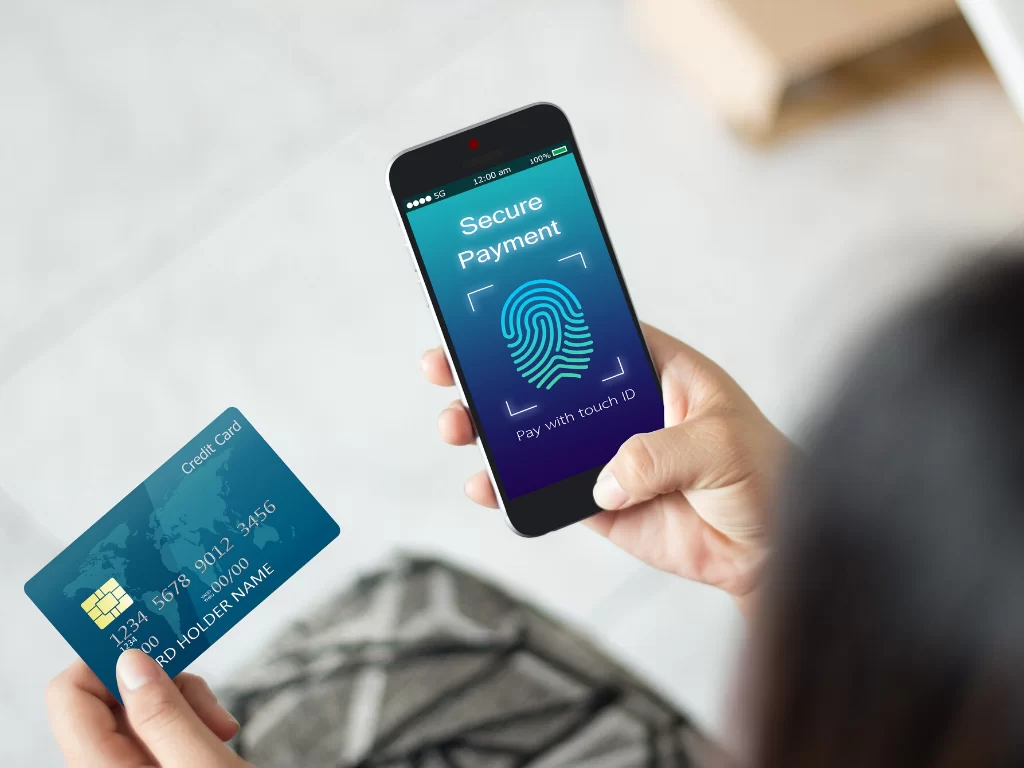 5G 12:00 am 100%
Secure
Payment
Pay with touch ID
Credit Card
1234 5678 9012 3456
1234
00/00
00
RD HOLDER NAME